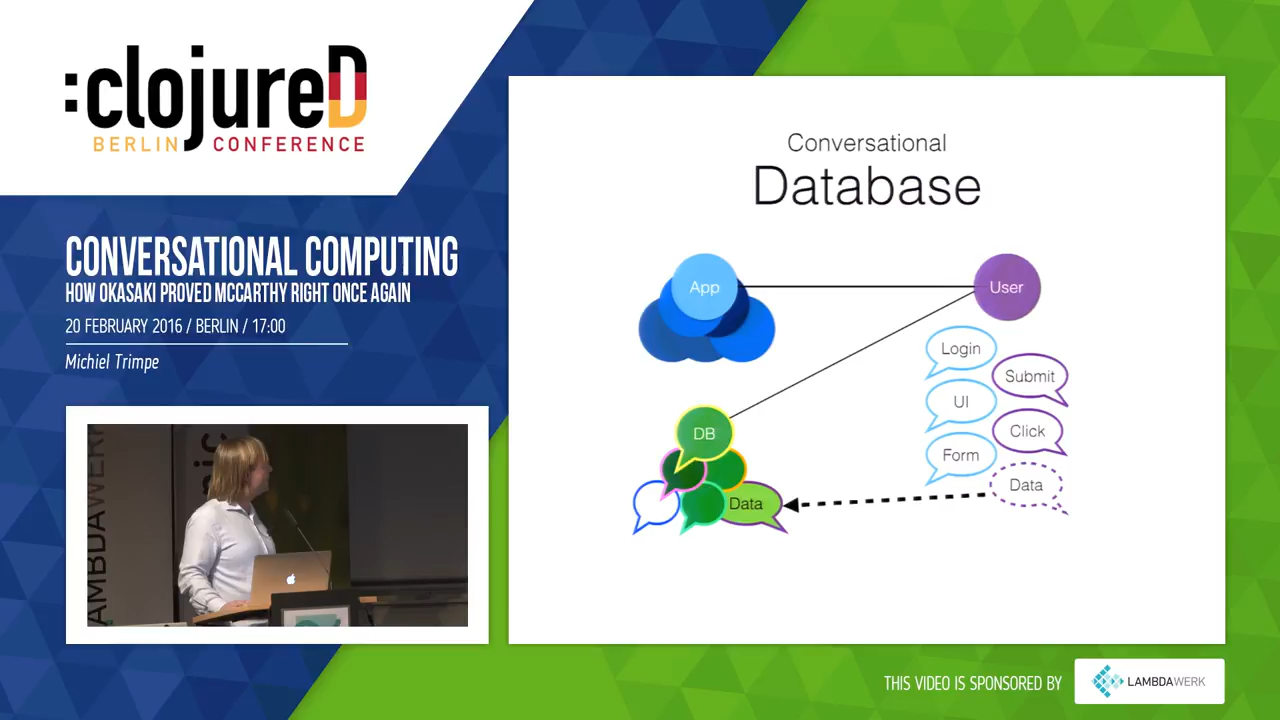 :clojureD
BERLIN CONFERENCE
CONVERSATIONAL COMPUTING
HOW OKASAKI PROVED MCCARTHY RIGHT ONCE AGAIN
20 FEBRUARY 2016 / BERLIN / 17:00
Michiel Trimpe
Conversational
Database
App
User
Login
Submit
UI
Click
DB
Form
Data
Data
AMBDAWER
nic
THIS VIDEO IS SPONSORED BY
LAMBDAWERK